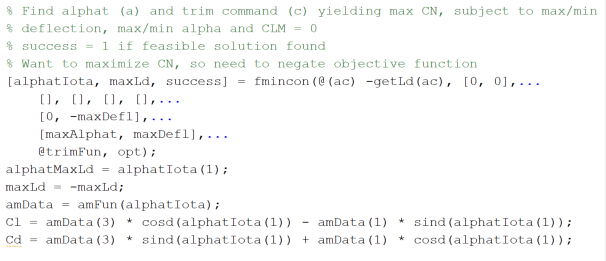 % Find alphat (a) and trim command (c) yielding max CN, subject to max/min
% deflection, max/min alpha and CLM = 0
% success = 1 if feasible solution found
% Want to maximize CN, so need to negate objective function
[alphatIota, maxLd, success] = fmincon(@(ac) -getLd(ac), [0, 0],...
[], [], [], [],...
[0, -maxDefl],...
[maxAlphat, maxDefl],...
@trimFun, opt);
alphatMaxLd = alphatIota(1);
maxLd = -maxLd;
amData = amFun(alphatIota);
Cl = amData(3) * cosd(alphatIota(1)) - amData(1) * sind(alphatIota(1));
Cd = amData(3) * sind(alphatIota(1)) + amData(1) * cosd(alphatIota(1));